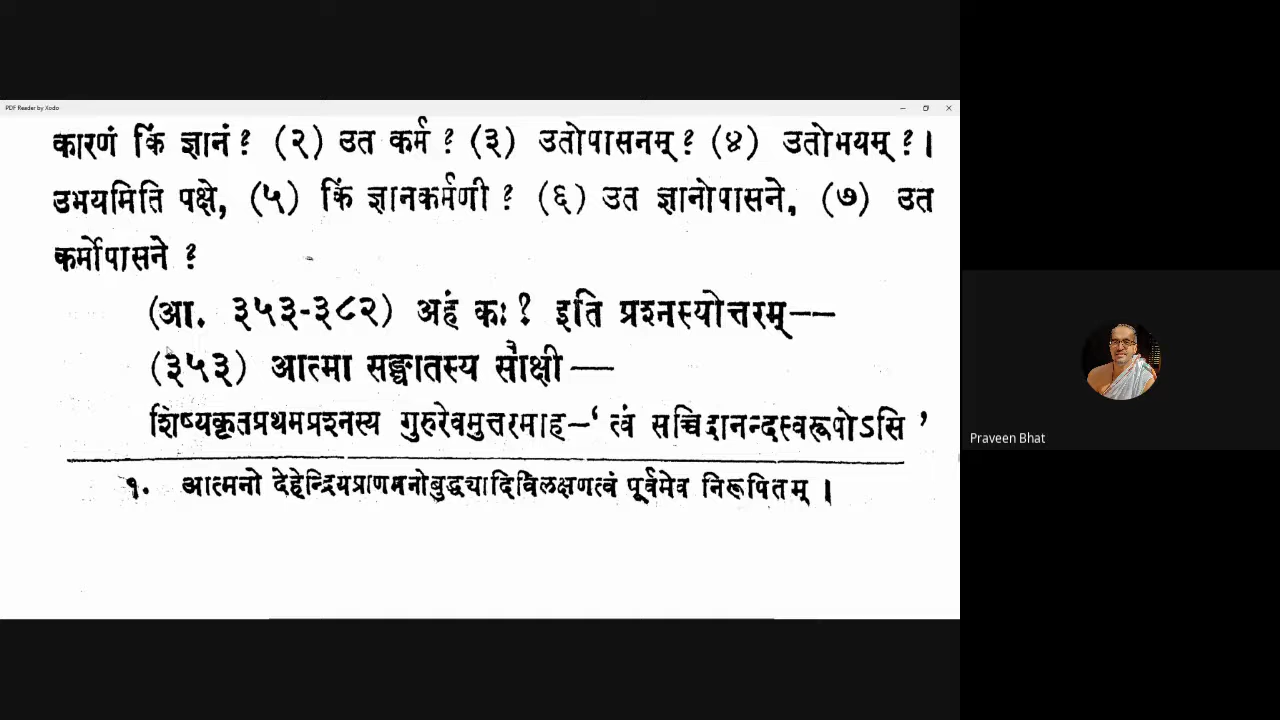 PDF Reader by Xodo
कारणं किं ज्ञानं? (२) उत कर्म ? (३) उतोपासनम् ? (४) उतोभयम् ? ।
उभयमिति पक्षे, (५) किं ज्ञानकर्मणी ? (६) उत ज्ञानोपासने, (७) उत
कर्मोपासने ?
(आ. ३५३-३८२) अहं कः ? इति प्रश्नस्योत्तरम्——
(३५३) आत्मा सङ्घातस्य साक्षी—
शिष्यकृतप्रथमप्रश्नस्य गुरुरेवमुत्तरमाह–‘ त्वं सच्चिदानन्दस्वरूपोऽसि ’
१. आत्मनो देहेन्द्रियप्राणमनोबुद्ध्यादिविलक्षणत्वं पूर्वमेव निरूपितम् ।
Praveen Bhat